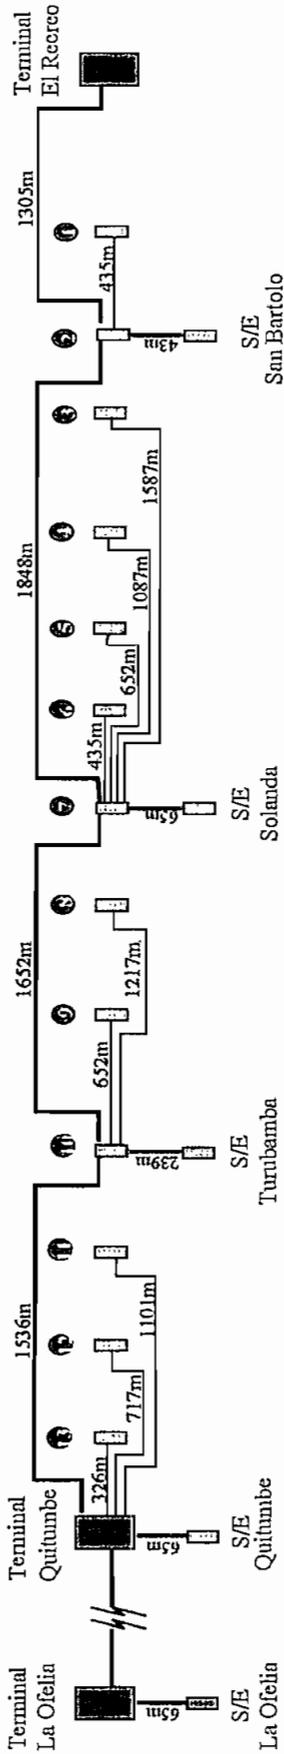 Terminal
La Ofelia
65m
S/E
La Ofelia
Terminal
Quitumbe
65m
S/E
Quitumbe
1536m
326m
717m
1101m
239m
S/E
Turubamba
1652m
652m
1217m
65m
S/E
Solanda
1848m
435m
652m
1087m
1587m
43m
S/E
San Bartolo
1305m
435m
Terminal
El Recreo